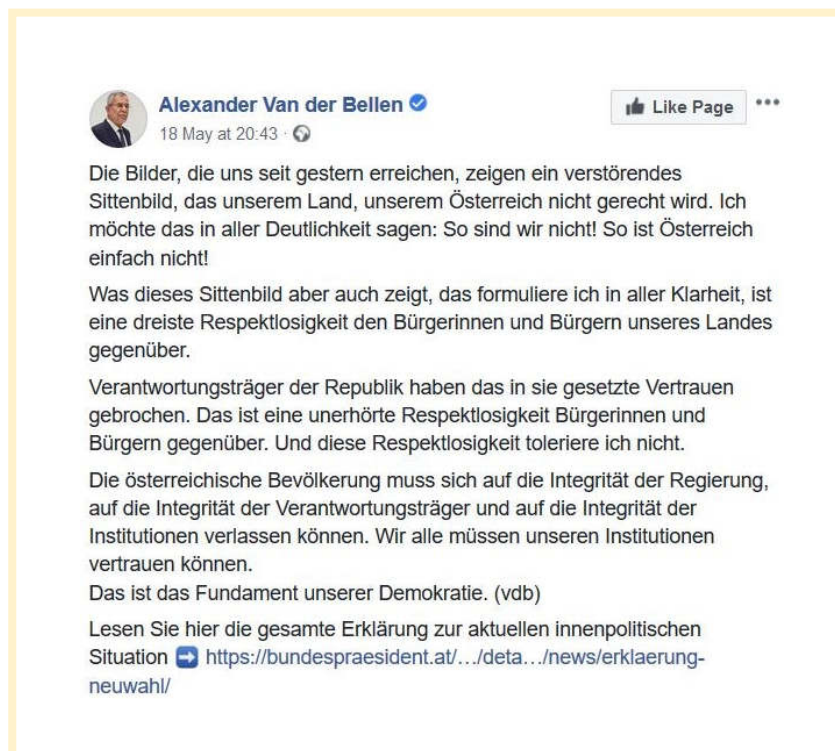 Alexander Van der Bellen
Like Page
18 May at 20:43 ·
Die Bilder, die uns seit gestern erreichen, zeigen ein verstörendes
Sittenbild, das unserem Land, unserem Österreich nicht gerecht wird. Ich
möchte das in aller Deutlichkeit sagen: So sind wir nicht! So ist Österreich
einfach nicht!
Was dieses Sittenbild aber auch zeigt, das formuliere ich in aller Klarheit, ist
eine dreiste Respektlosigkeit den Bürgerinnen und Bürgern unseres Landes
gegenüber.
Verantwortungsträger der Republik haben das in sie gesetzte Vertrauen
gebrochen. Das ist eine unerhörte Respektlosigkeit Bürgerinnen und
Bürgern gegenüber. Und diese Respektlosigkeit toleriere ich nicht.
Die österreichische Bevölkerung muss sich auf die Integrität der Regierung,
auf die Integrität der Verantwortungsträger und auf die Integrität der
Institutionen verlassen können. Wir alle müssen unseren Institutionen
vertrauen können.
Das ist das Fundament unserer Demokratie. (vdb)
Lesen Sie hier die gesamte Erklärung zur aktuellen innenpolitischen
Situation ➡ https://bundespraesident.at/…/deta…/news/erklaerung-
neuwahl/